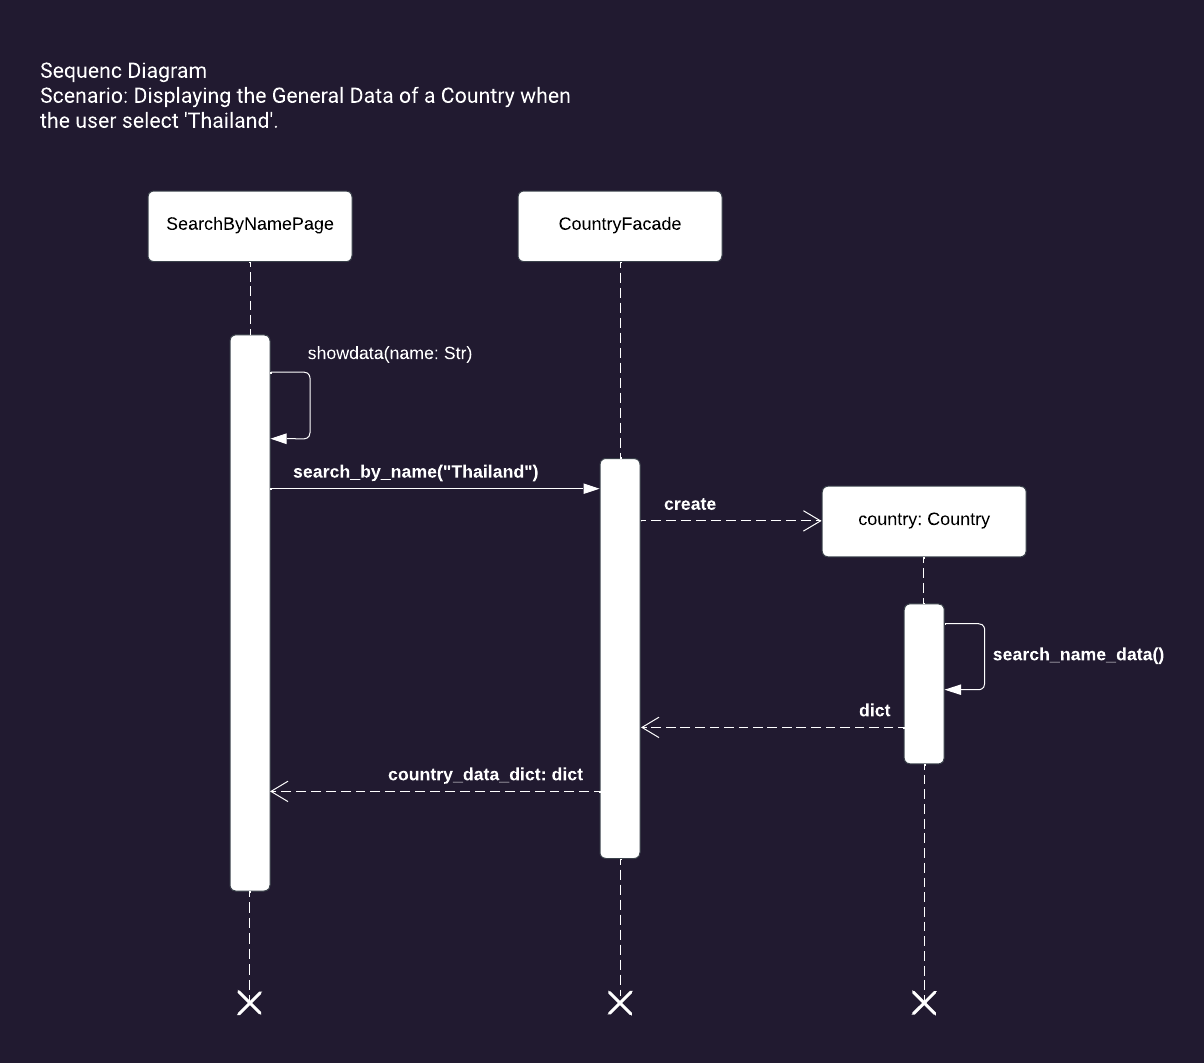 Sequenc Diagram
Scenario: Displaying the General Data of a Country when
the user select 'Thailand'.
SearchByNamePage
CountryFacade
showdata(name: Str)
search_by_name("Thailand")
create
country: Country
search_name_data()
dict
country_data_dict: dict